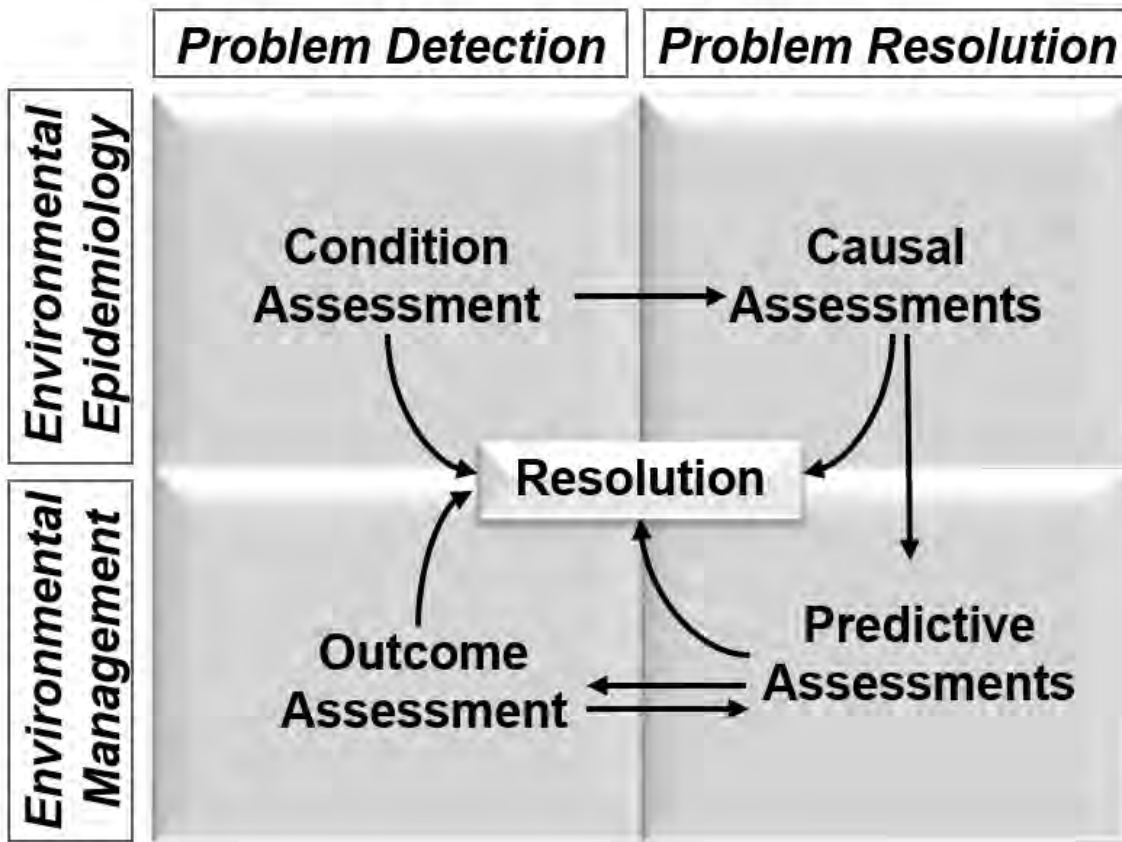 Problem Detection
Problem Resolution
Environmental
Epidemiology
Condition
Assessment
Causal
Assessments
Resolution
Environmental
Management
Outcome
Assessment
Predictive
Assessments